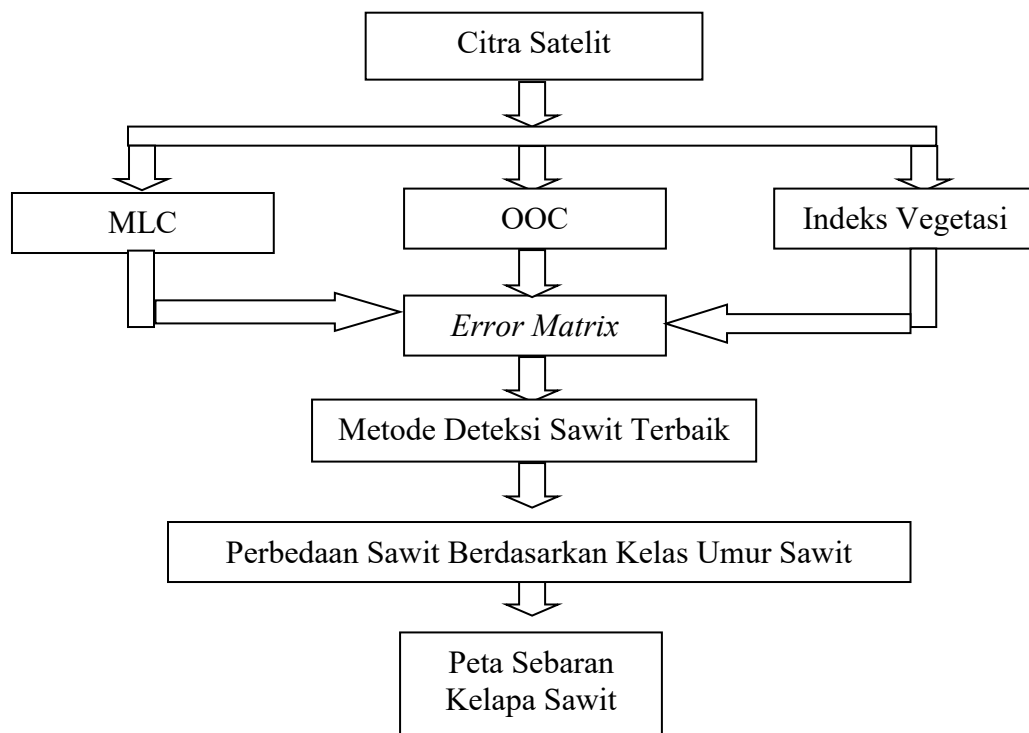 Citra Satelit
MLC
OOC
Indeks Vegetasi
Error Matrix
Metode Deteksi Sawit Terbaik
Perbedaan Sawit Berdasarkan Kelas Umur Sawit
Peta Sebaran
Kelapa Sawit